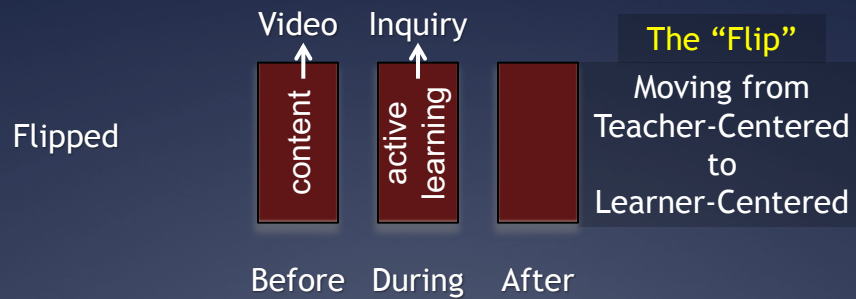 Video Inquiry
The “Flip”
Flipped
content
active
learning
Moving from
Teacher-Centered
to
Learner-Centered
Before During After